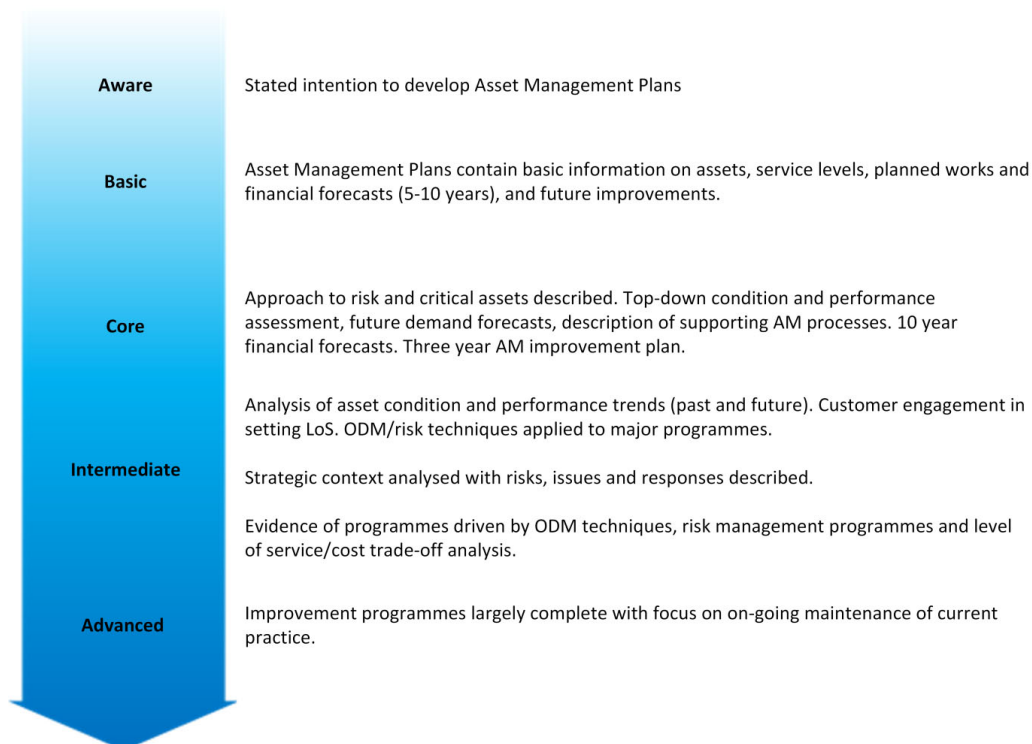 Aware
Stated intention to develop Asset Management Plans
Basic
Asset Management Plans contain basic information on assets, service levels, planned works and
financial forecasts (5-10 years), and future improvements.
Core
Approach to risk and critical assets described. Top-down condition and performance
assessment, future demand forecasts, description of supporting AM processes. 10 year
financial forecasts. Three year AM improvement plan.
Intermediate
Analysis of asset condition and performance trends (past and future). Customer engagement in
setting LoS. ODM/risk techniques applied to major programmes.
Strategic context analysed with risks, issues and responses described.
Evidence of programmes driven by ODM techniques, risk management programmes and level
of service/cost trade-off analysis.
Advanced
Improvement programmes largely complete with focus on on-going maintenance of current
practice.